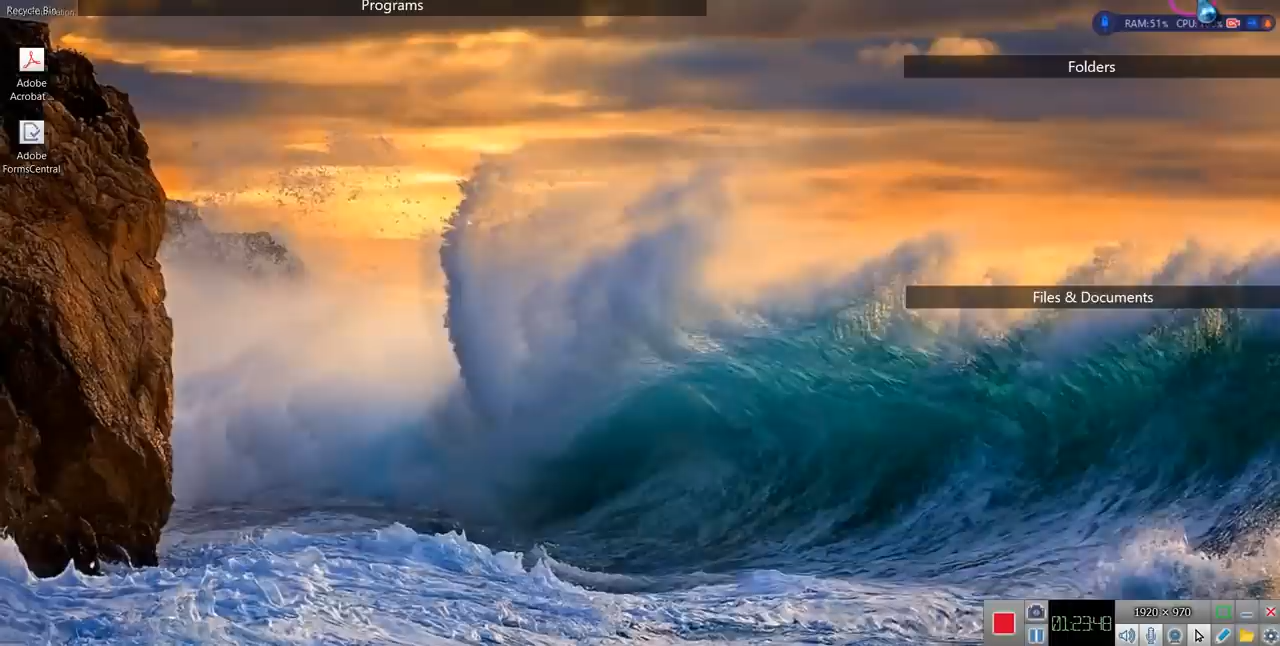 Recycle Bin
Programs
RAM:51% CPU:
Folders
Adobe
Acrobat ...
Adobe
FormsCentral
Files & Documents
1920 × 970
01:23:48